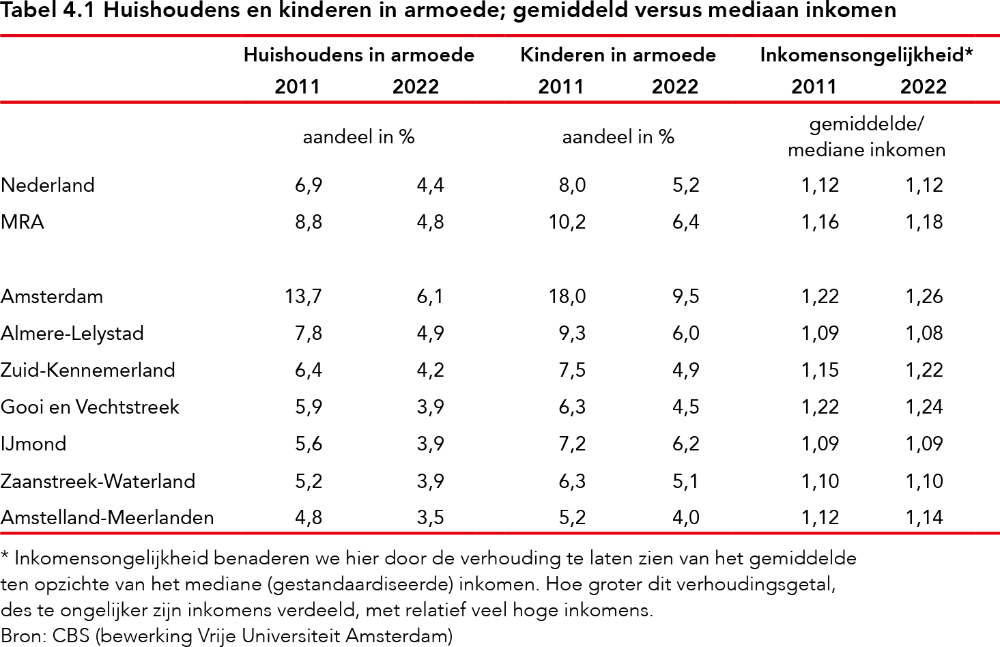 Tabel 4.1 Huishoudens en kinderen in armoede; gemiddeld versus mediaan inkomen
Huishoudens in armoede Kinderen in armoede Inkomensongelijkheid*
2011 2022 2011 2022 2011 2022
aandeel in % aandeel in % gemiddelde/
mediane inkomen
Nederland 6,9 4,4 8,0 5,2 1,12 1,12
MRA 8,8 4,8 10,2 6,4 1,16 1,18
Amsterdam 13,7 6,1 18,0 9,5 1,22 1,26
Almere-Lelystad 7,8 4,9 9,3 6,0 1,09 1,08
Zuid-Kennemerland 6,4 4,2 7,5 4,9 1,15 1,22
Gooi en Vechtstreek 5,9 3,9 6,3 4,5 1,22 1,24
IJmond 5,6 3,9 7,2 6,2 1,09 1,09
Zaanstreek-Waterland 5,2 3,9 6,3 5,1 1,10 1,10
Amstelland-Meerlanden 4,8 3,5 5,2 4,0 1,12 1,14
* Inkomensongelijkheid benaderen we hier door de verhouding te laten zien van het gemiddelde
ten opzichte van het mediane (gestandaardiseerde) inkomen. Hoe groter dit verhoudingsgetal,
des te ongelijker zijn inkomens verdeeld, met relatief veel hoge inkomens.
Bron: CBS (bewerking Vrije Universiteit Amsterdam)